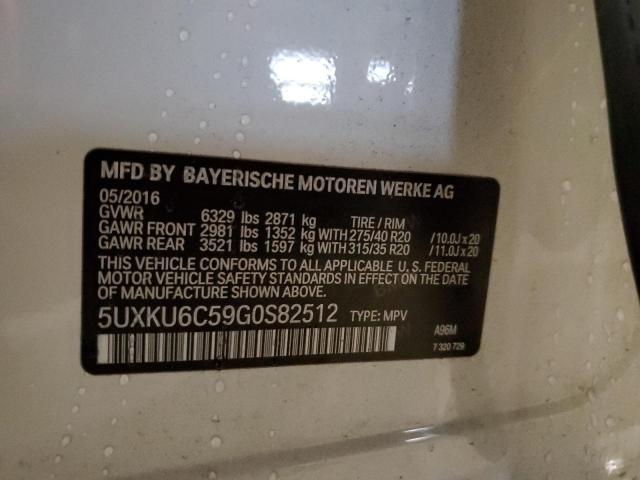 MFD BY BAYERISCHE MOTOREN WERKE AG
05/2016
GVWR 6329 lbs 2871 kg TIRE / RIM
GAWR FRONT 2981 lbs 1352 kg WITH 275/40 R20 /10.0J x 20
GAWR REAR 3521 lbs 1597 kg WITH 315/35 R20 /11.0J x 20
THIS VEHICLE CONFORMS TO ALL APPLICABLE U. S. FEDERAL
MOTOR VEHICLE SAFETY STANDARDS IN EFFECT ON THE DATE
OF MANUFACTURE SHOWN ABOVE.
5UXKU6C59G0S82512 TYPE: MPV
A96M
7 320 729